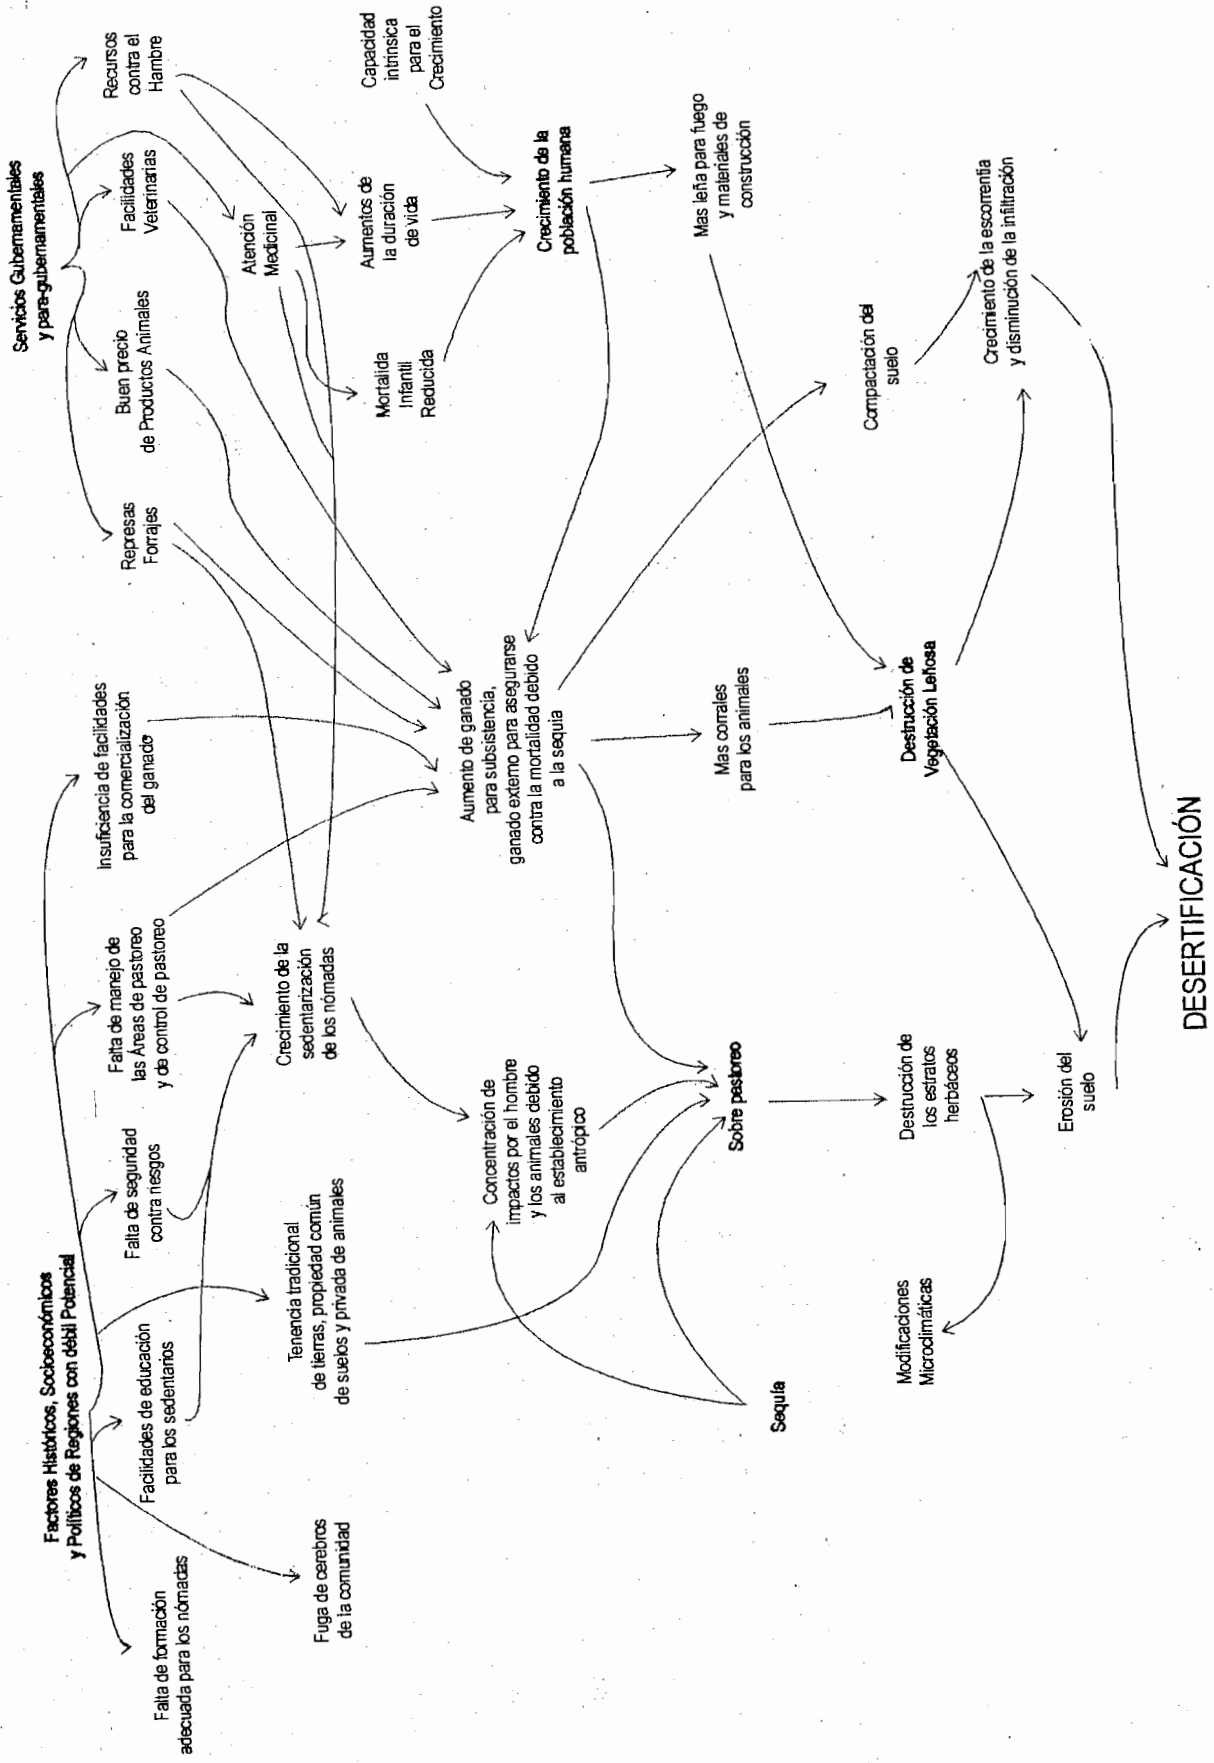 Servicios Gubernamentales
y para-gubernamentales
Factores Históricos, Socioeconómicos
y Políticos de Regiones con débil Potencial
Recursos
contra el
Hambre
Facilidades
Veterinarias
Buen precio
de Productos Animales
Represas
Forrajes
Insuficiencia de facilidades
para la comercialización
del ganado
Falta de manejo de
las Áreas de pastoreo
y de control de pastoreo
Falta de seguridad
contra riesgos
Facilidades de educación
para los sedentarios
Falta de formación
adecuada para los nómadas
Atención
Medicinal
Crecimiento de la
sedentarización
de los nómadas
Tenencia tradicional
de tierras, propiedad común
de suelos y privada de animales
Fuga de cerebros
de la comunidad
Capacidad
intrinsica
para el
Crecimiento
Aumentos de
la duración
de vida
Mortalida
Infantil
Reducida
Aumento de ganado
para subsistencia,
ganado externo para asegurarse
contra la mortalidad debido
a la sequia
Concentración de
impactos por el hombre
y los animales debido
al establecimiento
antrópico
Crecimiento de la
población humana
Mas leña para fuego
y materiales de
construcción
Mas corrales
para los animales
Sobre pastoreo
Sequía
Compactación del
suelo
Destrucción de
Vegetación Leñosa
Destrucción de
los estratos
herbáceos
Modificaciones
Microclimáticas
Crecimiento de la escorrentia
y disminución de la infiltración
Erosión del
suelo
DESERTIFICACIÓN